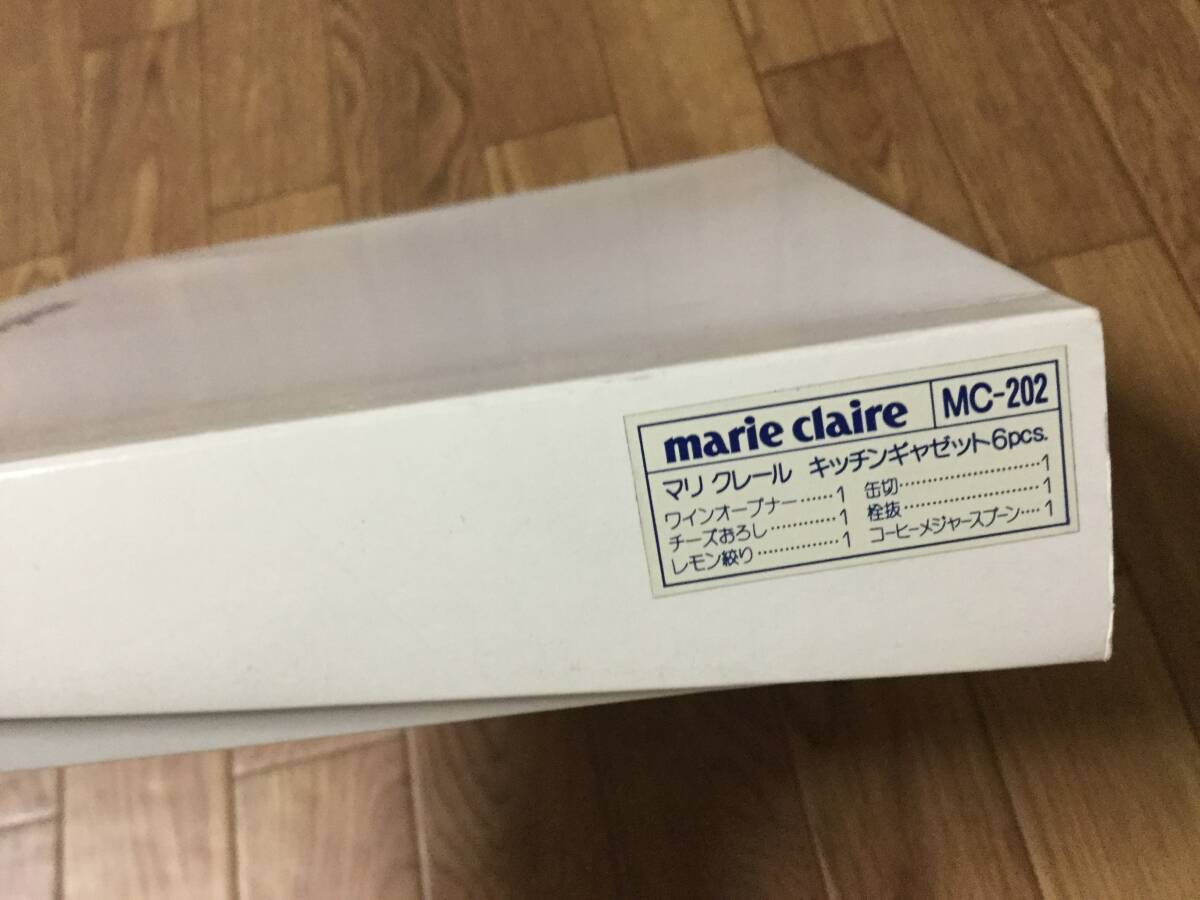 marie claire MC-202
マリ クレール キッチンギャゼット6pcs.
ワインオープナー……1 缶切…………………………1
チーズおろし…………1 栓抜…………………………1
レモン絞り……………1 コーヒーメジャースプーン….1